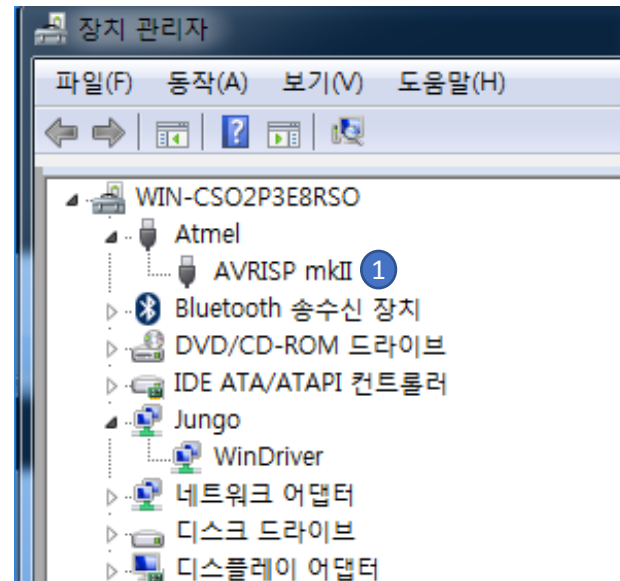 장치 관리자
파일(F) 동작(A) 보기(V) 도움말(H)
WIN-CSO2P3E8RSO
Atmel
AVRISP mkII 1
Bluetooth 송수신 장치
DVD/CD-ROM 드라이브
IDE ATA/ATAPI 컨트롤러
Jungo
WinDriver
네트워크 어댑터
디스크 드라이브
디스플레이 어댑터